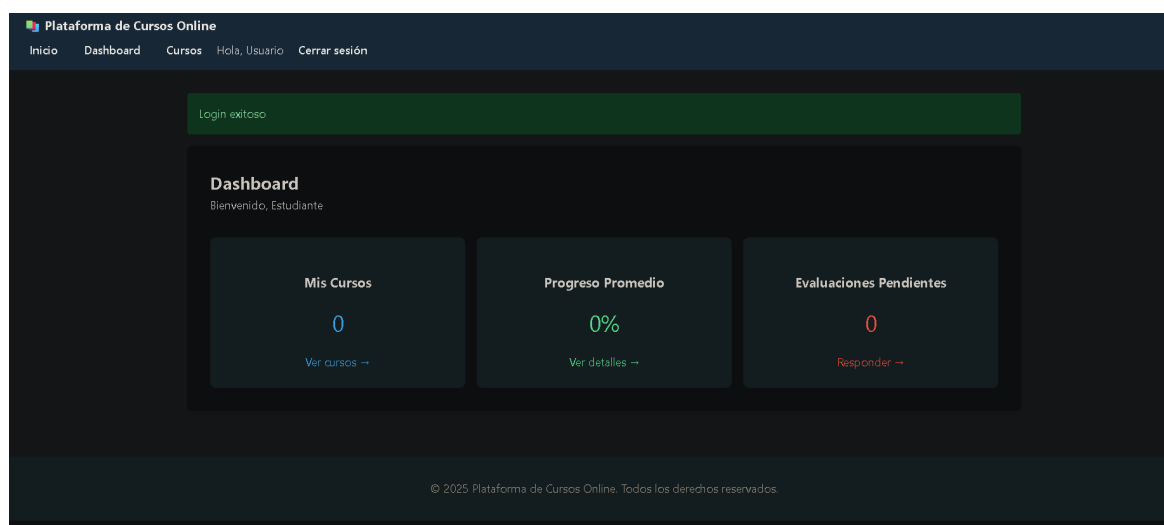 Plataforma de Cursos Online
Inicio Dashboard Cursos Hola, Usuario Cerrar sesión
Login exitoso
Dashboard
Bienvenido, Estudiante
Mis Cursos Progreso Promedio Evaluaciones Pendientes
0 0% 0
Ver cursos → Ver detalles → Responder →
© 2025 Plataforma de Cursos Online. Todos los derechos reservados.